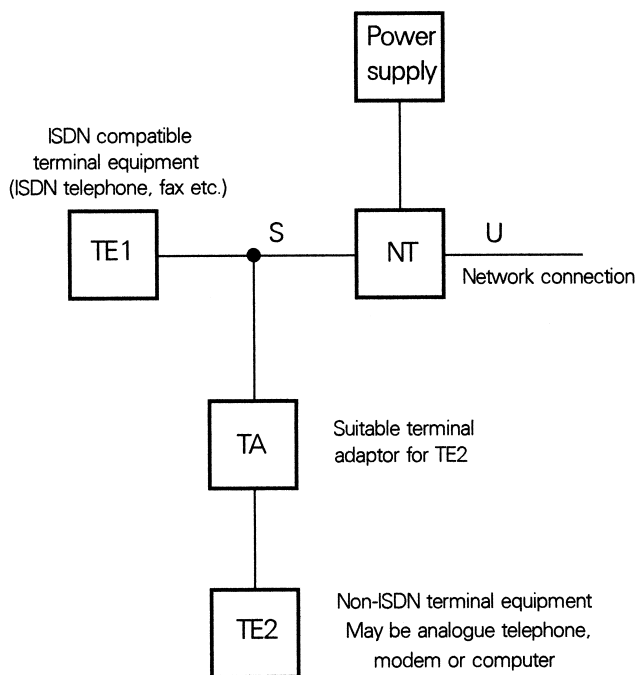 Power
supply
ISDN compatible
terminal equipment
(ISDN telephone, fax etc.)
TE1
S
NT
U
Network connection
TA
Suitable terminal
adaptor for TE2
TE2
Non-ISDN terminal equipment
May be analogue telephone,
modem or computer